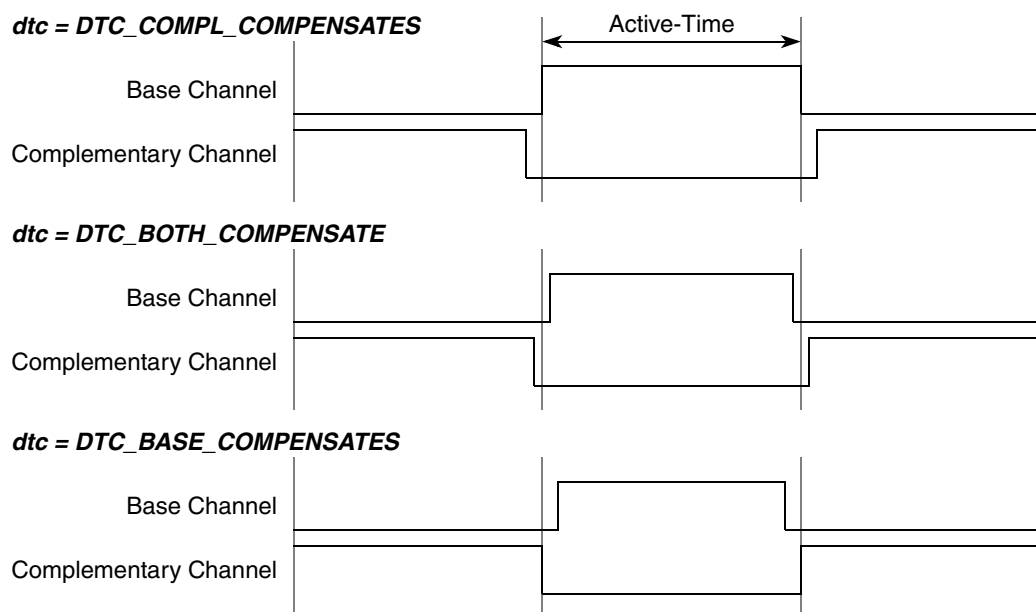 dtc = DTC_COMPL_COMPENSATES
Active-Time
Base Channel
Complementary Channel
dtc = DTC_BOTH_COMPENSATE
Base Channel
Complementary Channel
dtc = DTC_BASE_COMPENSATES
Base Channel
Complementary Channel